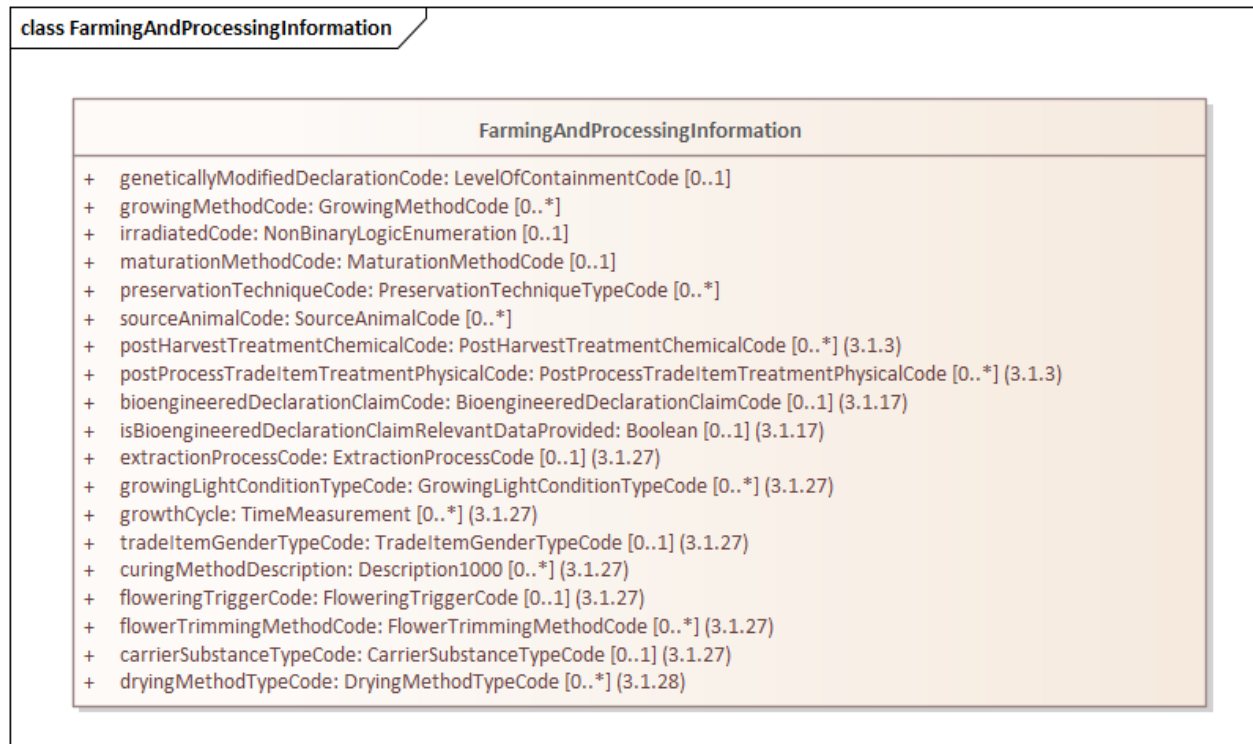 class FarmingAndProcessingInformation
FarmingAndProcessingInformation
+ geneticallyModifiedDeclarationCode: LevelOfContainmentCode [0..1]
+ growingMethodCode: GrowingMethodCode [0..*]
+ irradiatedCode: NonBinaryLogicEnumeration [0..1]
+ maturationMethodCode: MaturationMethodCode [0..1]
+ preservationTechniqueCode: PreservationTechniqueTypeCode [0..*]
+ sourceAnimalCode: SourceAnimalCode [0..*]
+ postHarvestTreatmentChemicalCode: PostHarvestTreatmentChemicalCode [0..*] (3.1.3)
+ postProcessTradeItemTreatmentPhysicalCode: PostProcessTradeItemTreatmentPhysicalCode [0..*] (3.1.3)
+ bioengineeredDeclarationClaimCode: BioengineeredDeclarationClaimCode [0..1] (3.1.17)
+ isBioengineeredDeclarationClaimRelevantDataProvided: Boolean [0..1] (3.1.17)
+ extractionProcessCode: ExtractionProcessCode [0..1] (3.1.27)
+ growingLightConditionTypeCode: GrowingLightConditionTypeCode [0..*] (3.1.27)
+ growthCycle: TimeMeasurement [0..*] (3.1.27)
+ tradeItemGenderTypeCode: TradeItemGenderTypeCode [0..1] (3.1.27)
+ curingMethodDescription: Description1000 [0..*] (3.1.27)
+ floweringTriggerCode: FloweringTriggerCode [0..1] (3.1.27)
+ flowerTrimmingMethodCode: FlowerTrimmingMethodCode [0..*] (3.1.27)
+ carrierSubstanceTypeCode: CarrierSubstanceTypeCode [0..1] (3.1.27)
+ dryingMethodTypeCode: DryingMethodTypeCode [0..*] (3.1.28)